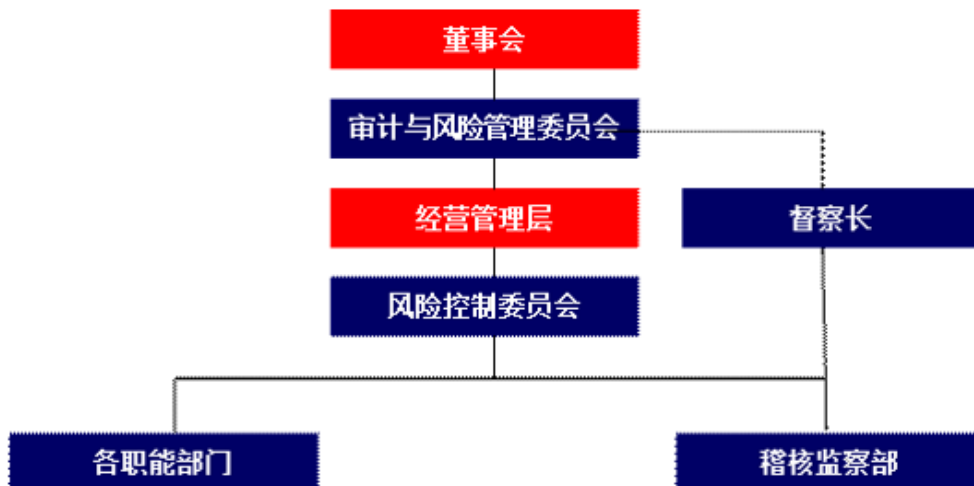 董事会
审计与风险管理委员会
经营管理层
督察长
风险控制委员会
各职能部门
稽核监察部